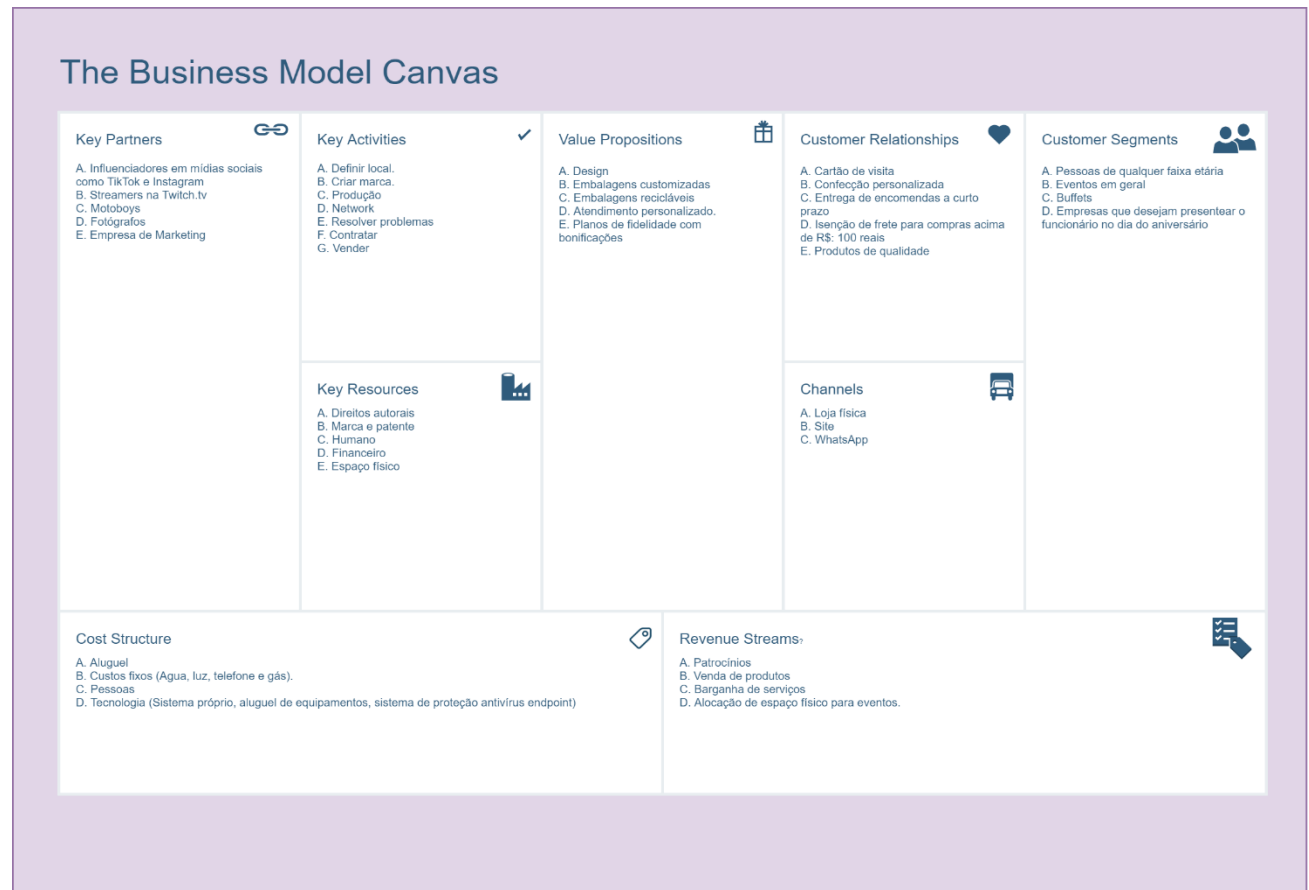 The Business Model Canvas
Key Partners
A. Influenciadores em mídias sociais
como TikTok e Instagram
B. Streamers na Twitch.tv
C. Motoboys
D. Fotógrafos
E. Empresa de Marketing
Key Activities
A. Definir local.
B. Criar marca.
C. Produção
D. Network
E. Resolver problemas
F. Contratar
G. Vender
Key Resources
A. Direitos autorais
B. Marca e patente
C. Humano
D. Financeiro
E. Espaço físico
Value Propositions
A. Design
B. Embalagens customizadas
C. Embalagens recicláveis
D. Atendimento personalizado.
E. Planos de fidelidade com
bonificações
Customer Relationships
A. Cartão de visita
B. Confecção personalizada
C. Entrega de encomendas a curto
prazo
D. Isenção de frete para compras acima
de R$: 100 reais
E. Produtos de qualidade
Channels
A. Loja física
B. Site
C. WhatsApp
Customer Segments
A. Pessoas de qualquer faixa etária
B. Eventos em geral
C. Buffets
D. Empresas que desejam presentear o
funcionário no dia do aniversário
Cost Structure
A. Aluguel
B. Custos fixos (Agua, luz, telefone e gás).
C. Pessoas
D. Tecnologia (Sistema próprio, aluguel de equipamentos, sistema de proteção antivírus endpoint)
Revenue Streams?
A. Patrocínios
B. Venda de produtos
C. Barganha de serviços
D. Alocação de espaço físico para eventos.